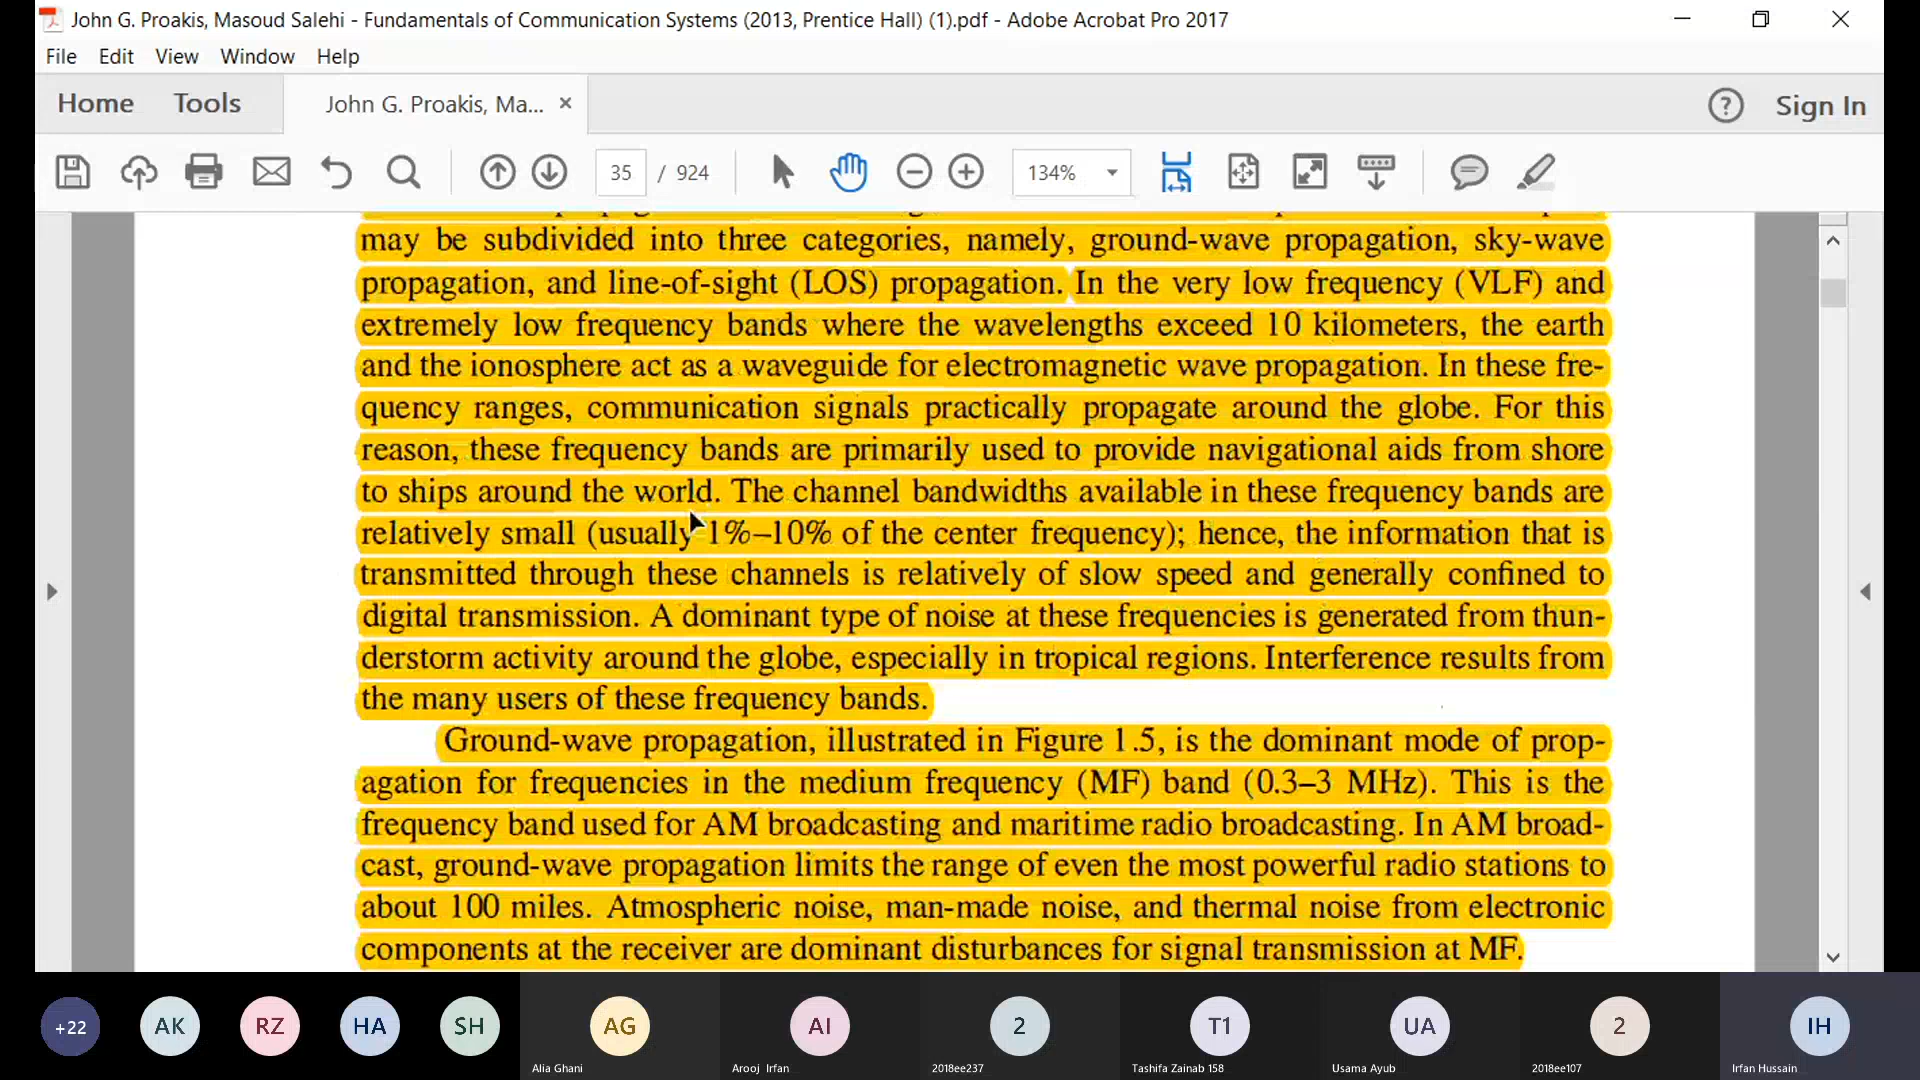 John G. Proakis, Masoud Salehi - Fundamentals of Communication Systems (2013, Prentice Hall) (1).pdf - Adobe Acrobat Pro 2017
File Edit View Window Help
Home Tools John G. Proakis, Ma... × ? Sign In
35 / 924 134%
may be subdivided into three categories, namely, ground-wave propagation, sky-wave
propagation, and line-of-sight (LOS) propagation. In the very low frequency (VLF) and
extremely low frequency bands where the wavelengths exceed 10 kilometers, the earth
and the ionosphere act as a waveguide for electromagnetic wave propagation. In these fre-
quency ranges, communication signals practically propagate around the globe. For this
reason, these frequency bands are primarily used to provide navigational aids from shore
to ships around the world. The channel bandwidths available in these frequency bands are
relatively small (usually 1%–10% of the center frequency); hence, the information that is
transmitted through these channels is relatively of slow speed and generally confined to
digital transmission. A dominant type of noise at these frequencies is generated from thun-
derstorm activity around the globe, especially in tropical regions. Interference results from
the many users of these frequency bands.
Ground-wave propagation, illustrated in Figure 1.5, is the dominant mode of prop-
agation for frequencies in the medium frequency (MF) band (0.3–3 MHz). This is the
frequency band used for AM broadcasting and maritime radio broadcasting. In AM broad-
cast, ground-wave propagation limits the range of even the most powerful radio stations to
about 100 miles. Atmospheric noise, man-made noise, and thermal noise from electronic
components at the receiver are dominant disturbances for signal transmission at MF.
+22 AK RZ HA SH AG AI 2 T1 UA 2 IH
Alia Ghani Arooj Irfan 2018ee237 Tashifa Zainab 158 Usama Ayub 2018ee107 Irfan Hussain